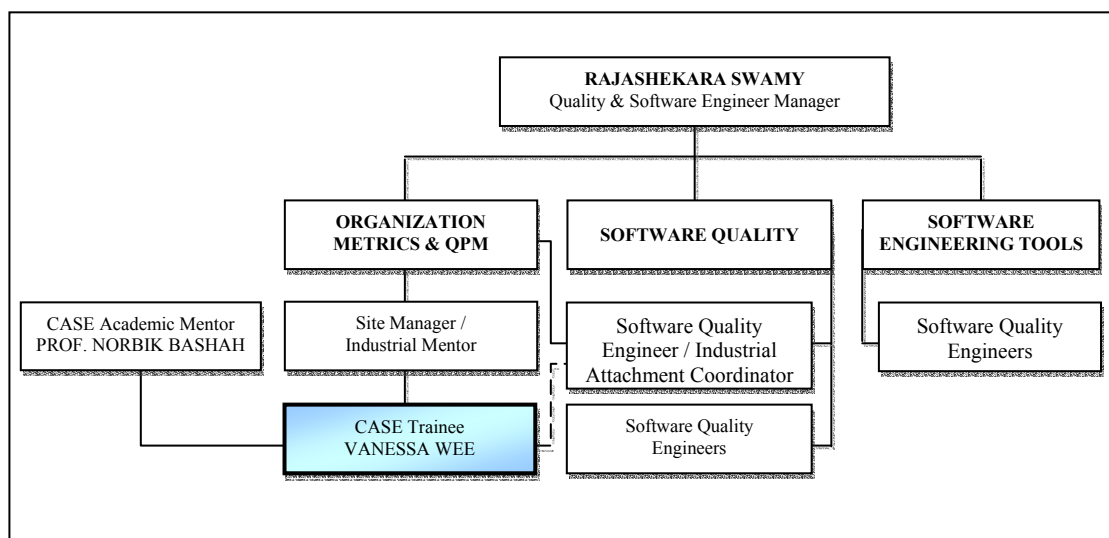 RAJASHEKARA SWAMY
Quality & Software Engineer Manager
ORGANIZATION
METRICS & QPM
SOFTWARE QUALITY
SOFTWARE
ENGINEERING TOOLS
CASE Academic Mentor
PROF. NORBIK BASHAH
Site Manager /
Industrial Mentor
Software Quality
Engineer / Industrial
Attachment Coordinator
Software Quality
Engineers
CASE Trainee
VANESSA WEE
Software Quality
Engineers